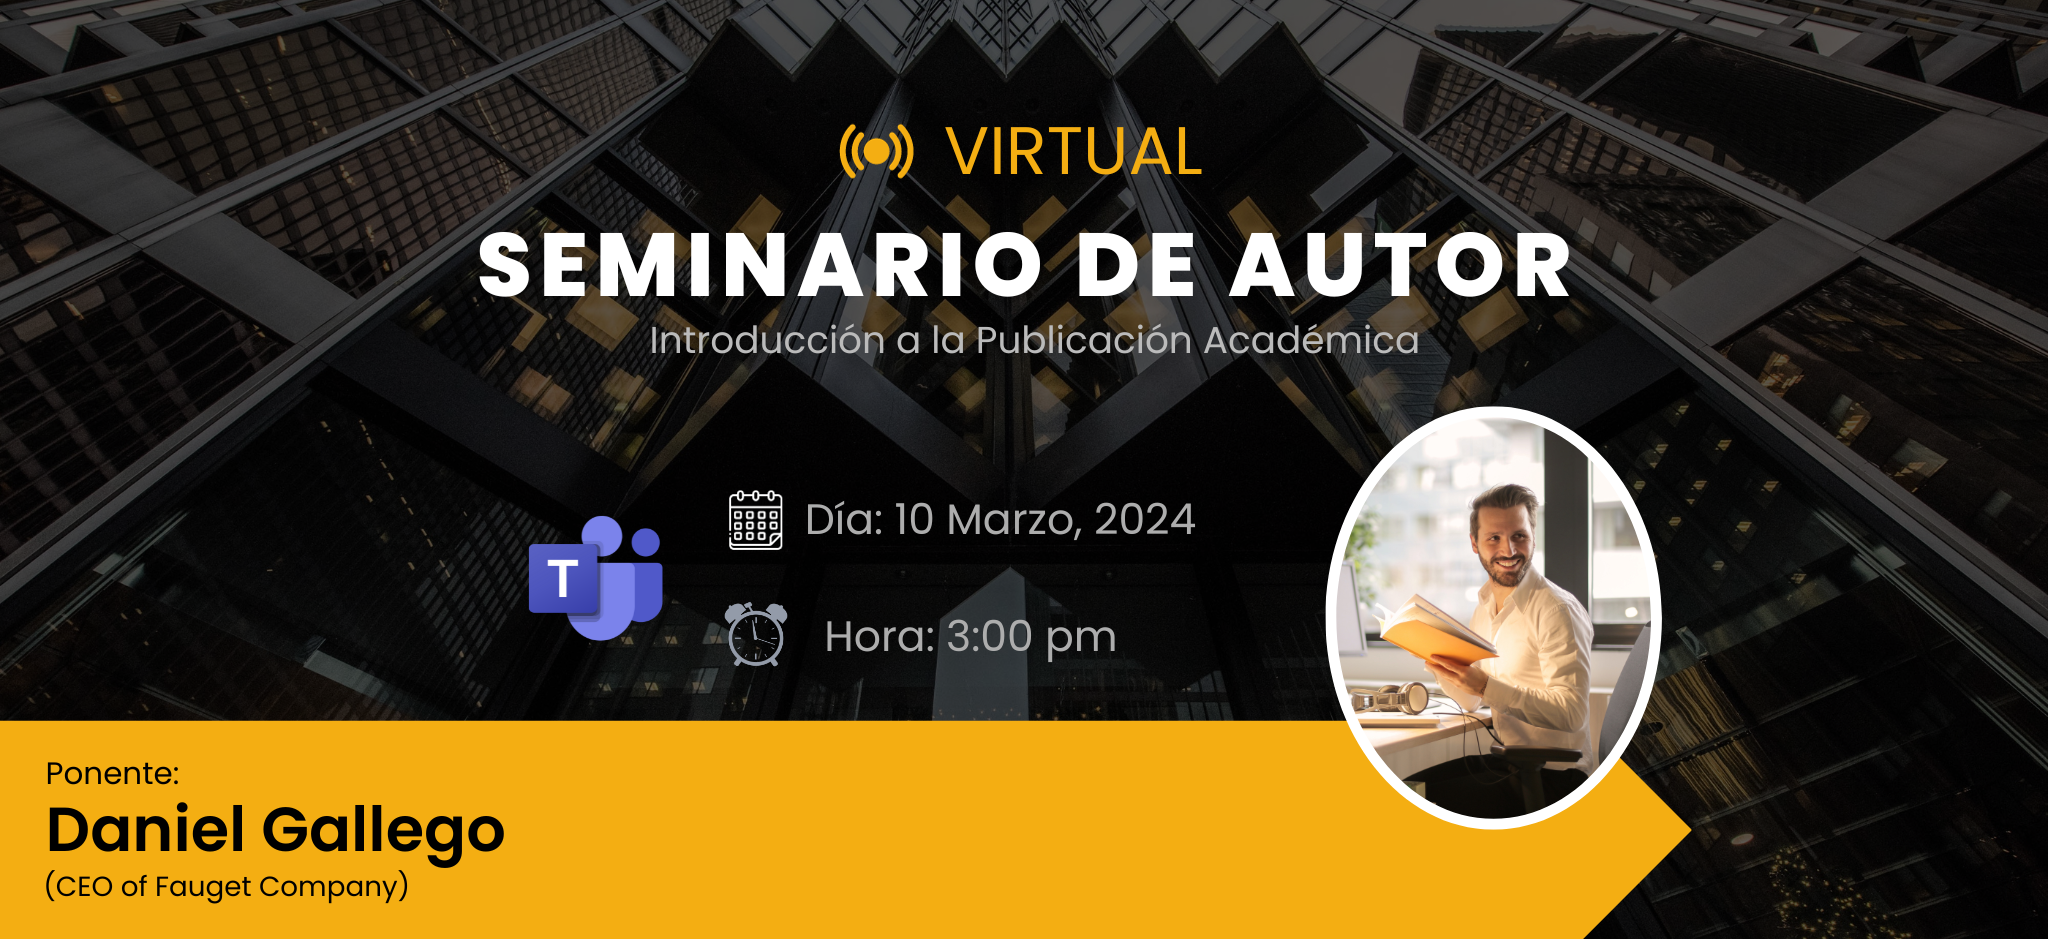 VIRTUAL
SEMINARIO DE AUTOR
Introducción a la Publicación Académica
Día: 10 Marzo, 2024
T
Hora: 3:00 pm
Ponente:
Daniel Gallego
(CEO of Fauget Company)